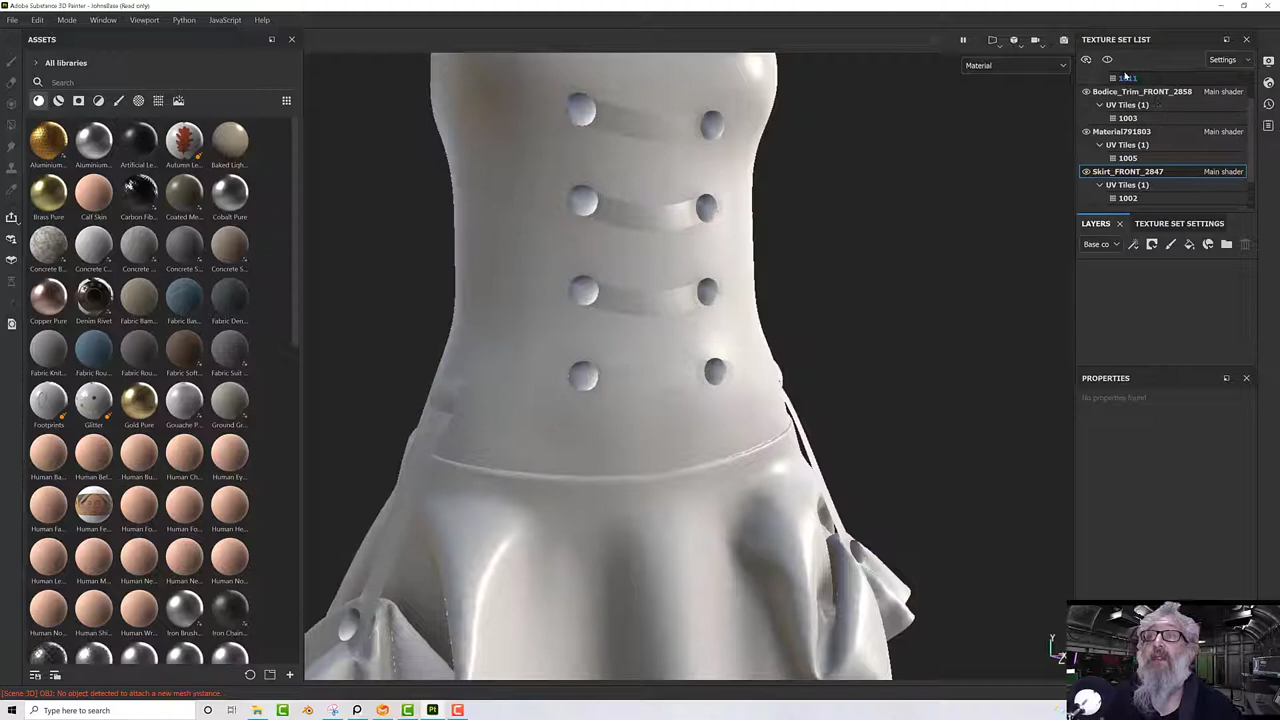 Adobe Substance 3D Painter - JohnsBase (Read only)
File Edit Mode Window Viewport Python JavaScript Help
ASSETS
All libraries
Search
Aluminium... Aluminium... Artificial Le... Autumn Le... Baked Ligh...
Brass Pure Calf Skin Carbon Fib... Coated Me... Cobalt Pure
Concrete B... Concrete C... Concrete ... Concrete S... Concrete S...
Copper Pure Denim Rivet Fabric Bam... Fabric Bas... Fabric Den...
Fabric Knit... Fabric Rou... Fabric Rou... Fabric Soft... Fabric Suit ...
Footprints Glitter Gold Pure Gouache P... Ground Gr...
Human Ba... Human Bel... Human Bu... Human Ch... Human Ey...
Human Fa... Human Fe... Human Fo... Human Fo... Human He...
Human Le... Human M... Human Ne... Human Ne... Human No...
Human No... Human Shi... Human Wr... Iron Brush... Iron Chain...
Material
TEXTURE SET LIST
Settings
1011
Bodice_Trim_FRONT_2858 Main shader
UV Tiles (1)
1003
Material791803 Main shader
UV Tiles (1)
1005
Skirt_FRONT_2847 Main shader
UV Tiles (1)
1002
LAYERS TEXTURE SET SETTINGS
Base co
PROPERTIES
No properties found!
Y
Z
[Scene 3D] OBJ: No object detected to attach a new mesh instance.
Type here to search